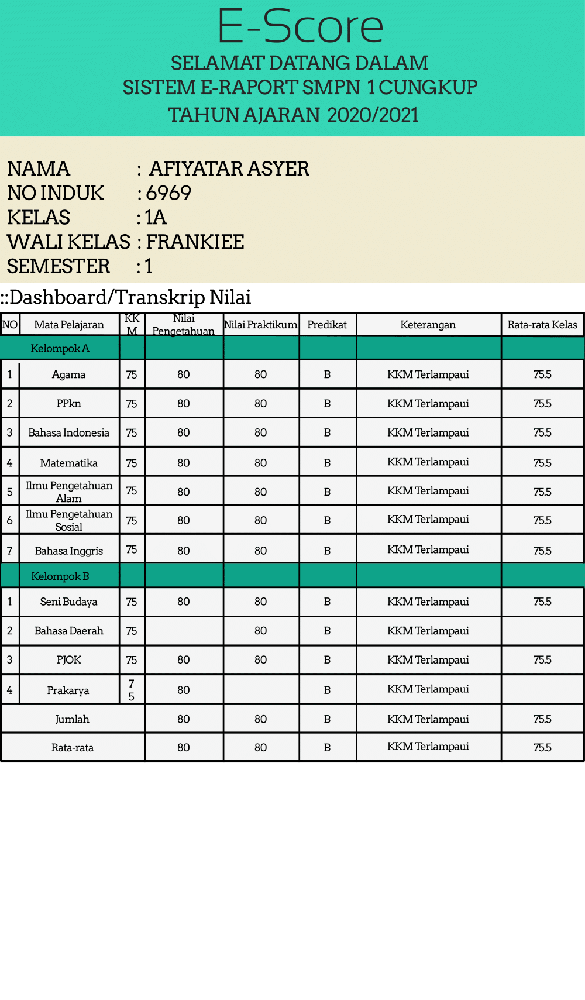 E-Score
SELAMAT DATANG DALAM
SISTEM E-RAPORT SMPN 1 CUNGKUP
TAHUN AJARAN 2020/2021
NAMA : AFIYATAR ASYER
NO INDUK : 6969
KELAS : 1A
WALI KELAS : FRANKIEE
SEMESTER : 1
::Dashboard/Transkrip Nilai
NO Mata Pelajaran KKM Nilai Pengetahuan Nilai Praktikum Predikat Keterangan Rata-rata Kelas
Kelompok A
1 Agama 75 80 80 B KKM Terlampaui 75.5
2 PPkn 75 80 80 B KKM Terlampaui 75.5
3 Bahasa Indonesia 75 80 80 B KKM Terlampaui 75.5
4 Matematika 75 80 80 B KKM Terlampaui 75.5
5 Ilmu Pengetahuan Alam 75 80 80 B KKM Terlampaui 75.5
6 Ilmu Pengetahuan Sosial 75 80 80 B KKM Terlampaui 75.5
7 Bahasa Inggris 75 80 80 B KKM Terlampaui 75.5
Kelompok B
1 Seni Budaya 75 80 80 B KKM Terlampaui 75.5
2 Bahasa Daerah 75 80 B KKM Terlampaui
3 PJOK 75 80 80 B KKM Terlampaui 75.5
4 Prakarya 75 80 B KKM Terlampaui
Jumlah 80 80 B KKM Terlampaui 75.5
Rata-rata 80 80 B KKM Terlampaui 75.5